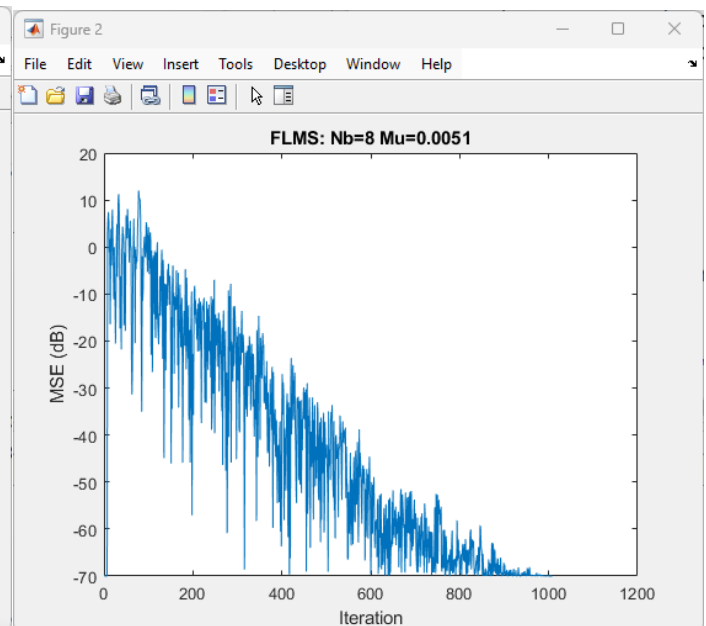 Figure 2
File Edit View Insert Tools Desktop Window Help
FLMS: Nb=8 Mu=0.0051
20
10
0
-10
-20
-30
-40
-50
-60
-70
MSE (dB)
0 200 400 600 800 1000 1200
Iteration